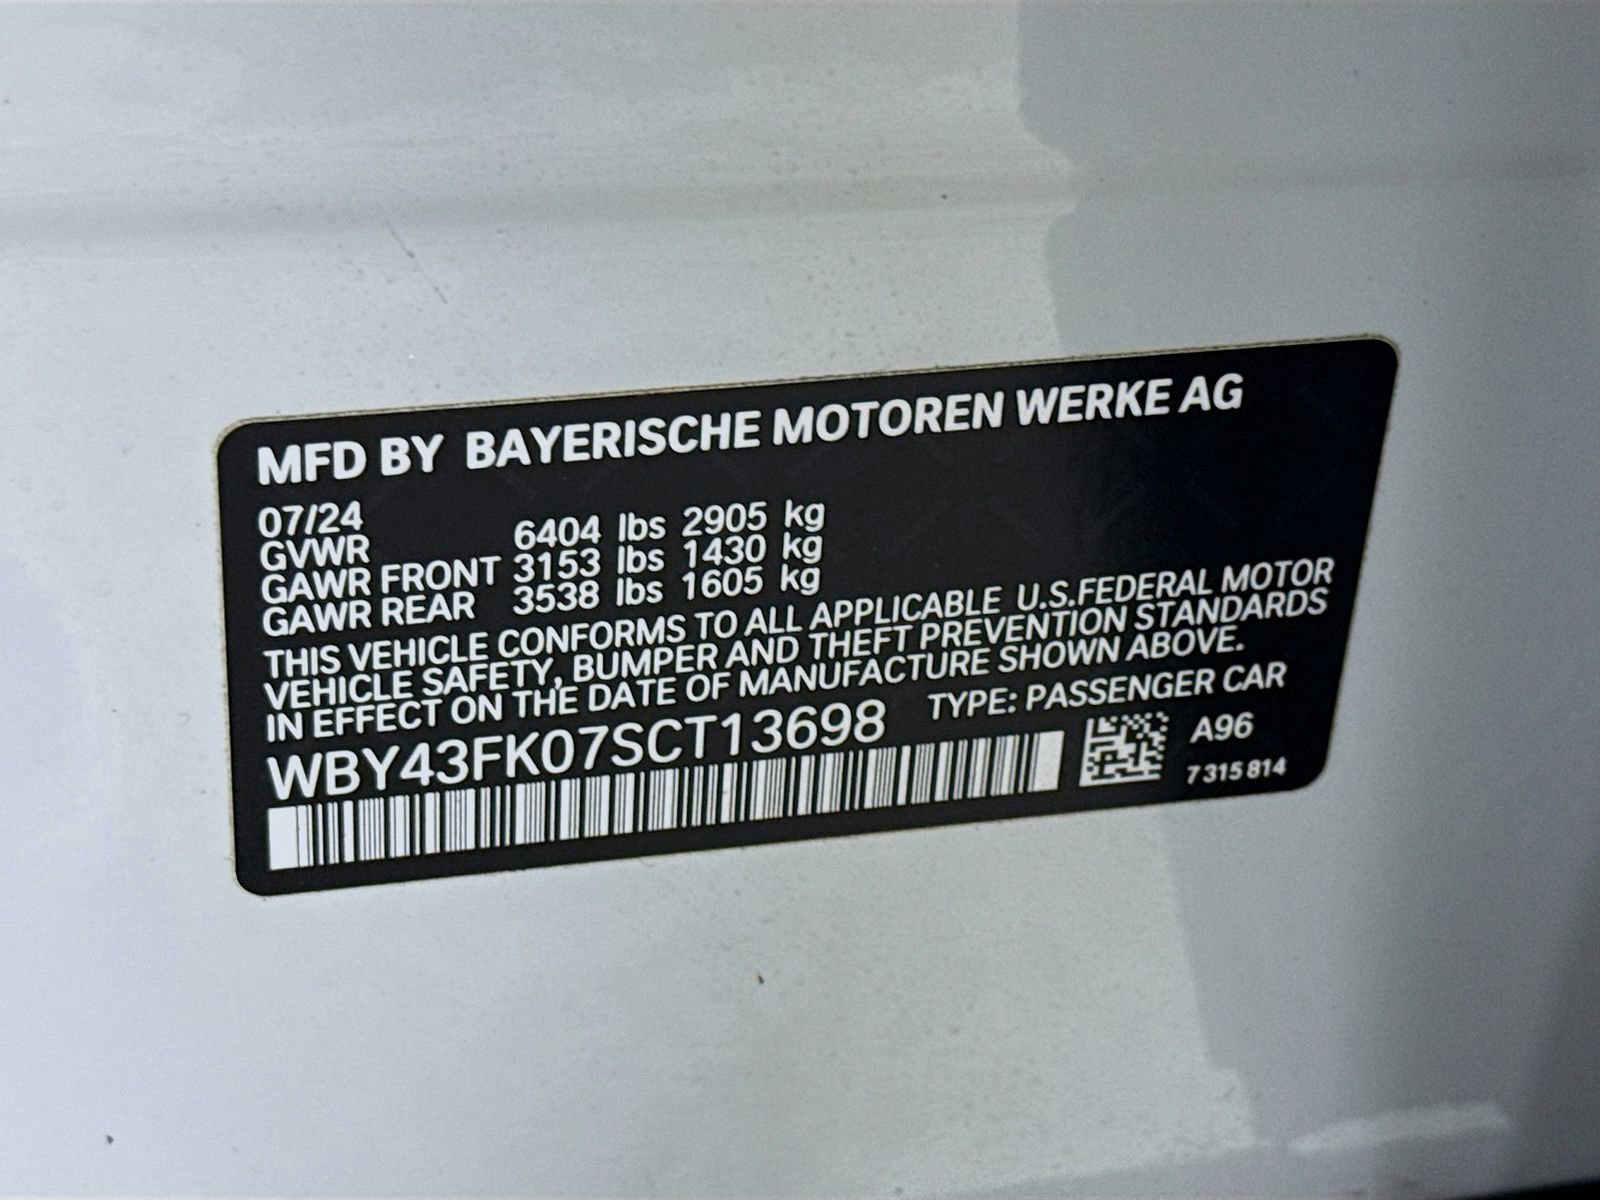 MFD BY BAYERISCHE MOTOREN WERKE AG
07/24
GVWR 6404 lbs 2905 kg
GAWR FRONT 3153 lbs 1430 kg
GAWR REAR 3538 lbs 1605 kg
THIS VEHICLE CONFORMS TO ALL APPLICABLE U.S.FEDERAL MOTOR
VEHICLE SAFETY, BUMPER AND THEFT PREVENTION STANDARDS
IN EFFECT ON THE DATE OF MANUFACTURE SHOWN ABOVE.
WBY43FK07SCT13698 TYPE: PASSENGER CAR
A96
7 315 814